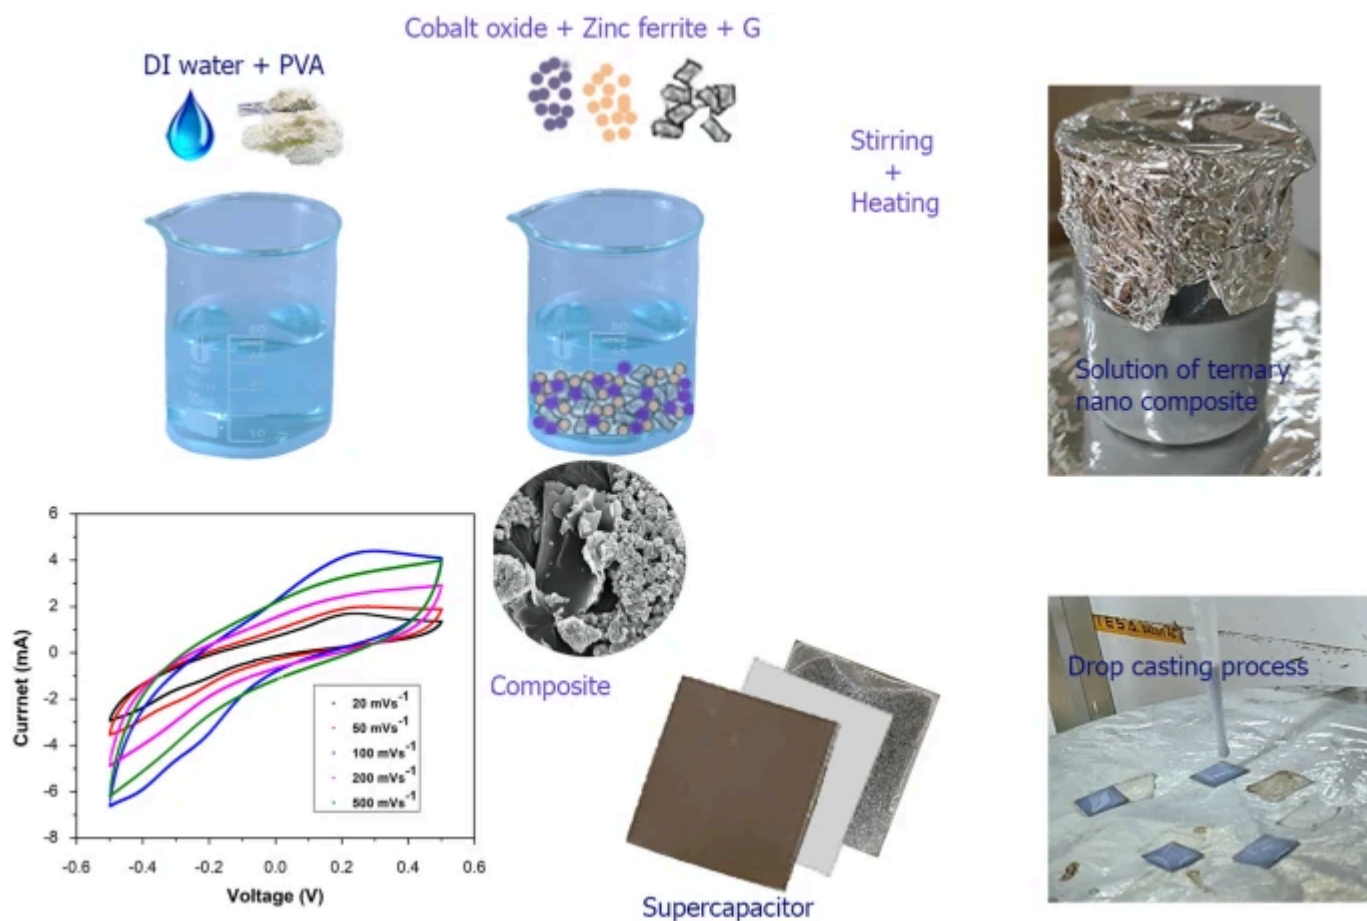 Cobalt oxide + Zinc ferrite + G
DI water + PVA
Stirring
+
Heating
Solution of ternary
nano composite
Currnet (mA)
6
4
2
0
-2
-4
-6
-8
20 mVs⁻¹
50 mVs⁻¹
100 mVs⁻¹
200 mVs⁻¹
500 mVs⁻¹
-0.6
-0.4
-0.2
0.0
0.2
0.4
0.6
Voltage (V)
Composite
Supercapacitor
TESA
Drop casting process